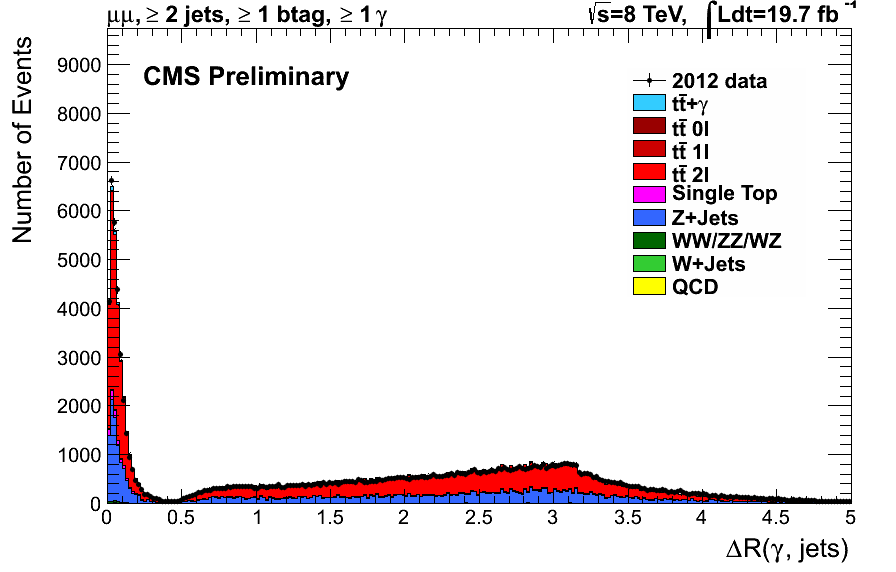 μμ, ≥ 2 jets, ≥ 1 btag, ≥ 1 γ
√s=8 TeV, ∫Ldt=19.7 fb⁻¹
Number of Events
CMS Preliminary
2012 data
tt̄+γ
tt̄ 0l
tt̄ 1l
tt̄ 2l
Single Top
Z+Jets
WW/ZZ/WZ
W+Jets
QCD
9000
8000
7000
6000
5000
4000
3000
2000
1000
0
0 0.5 1 1.5 2 2.5 3 3.5 4 4.5 5
ΔR(γ, jets)